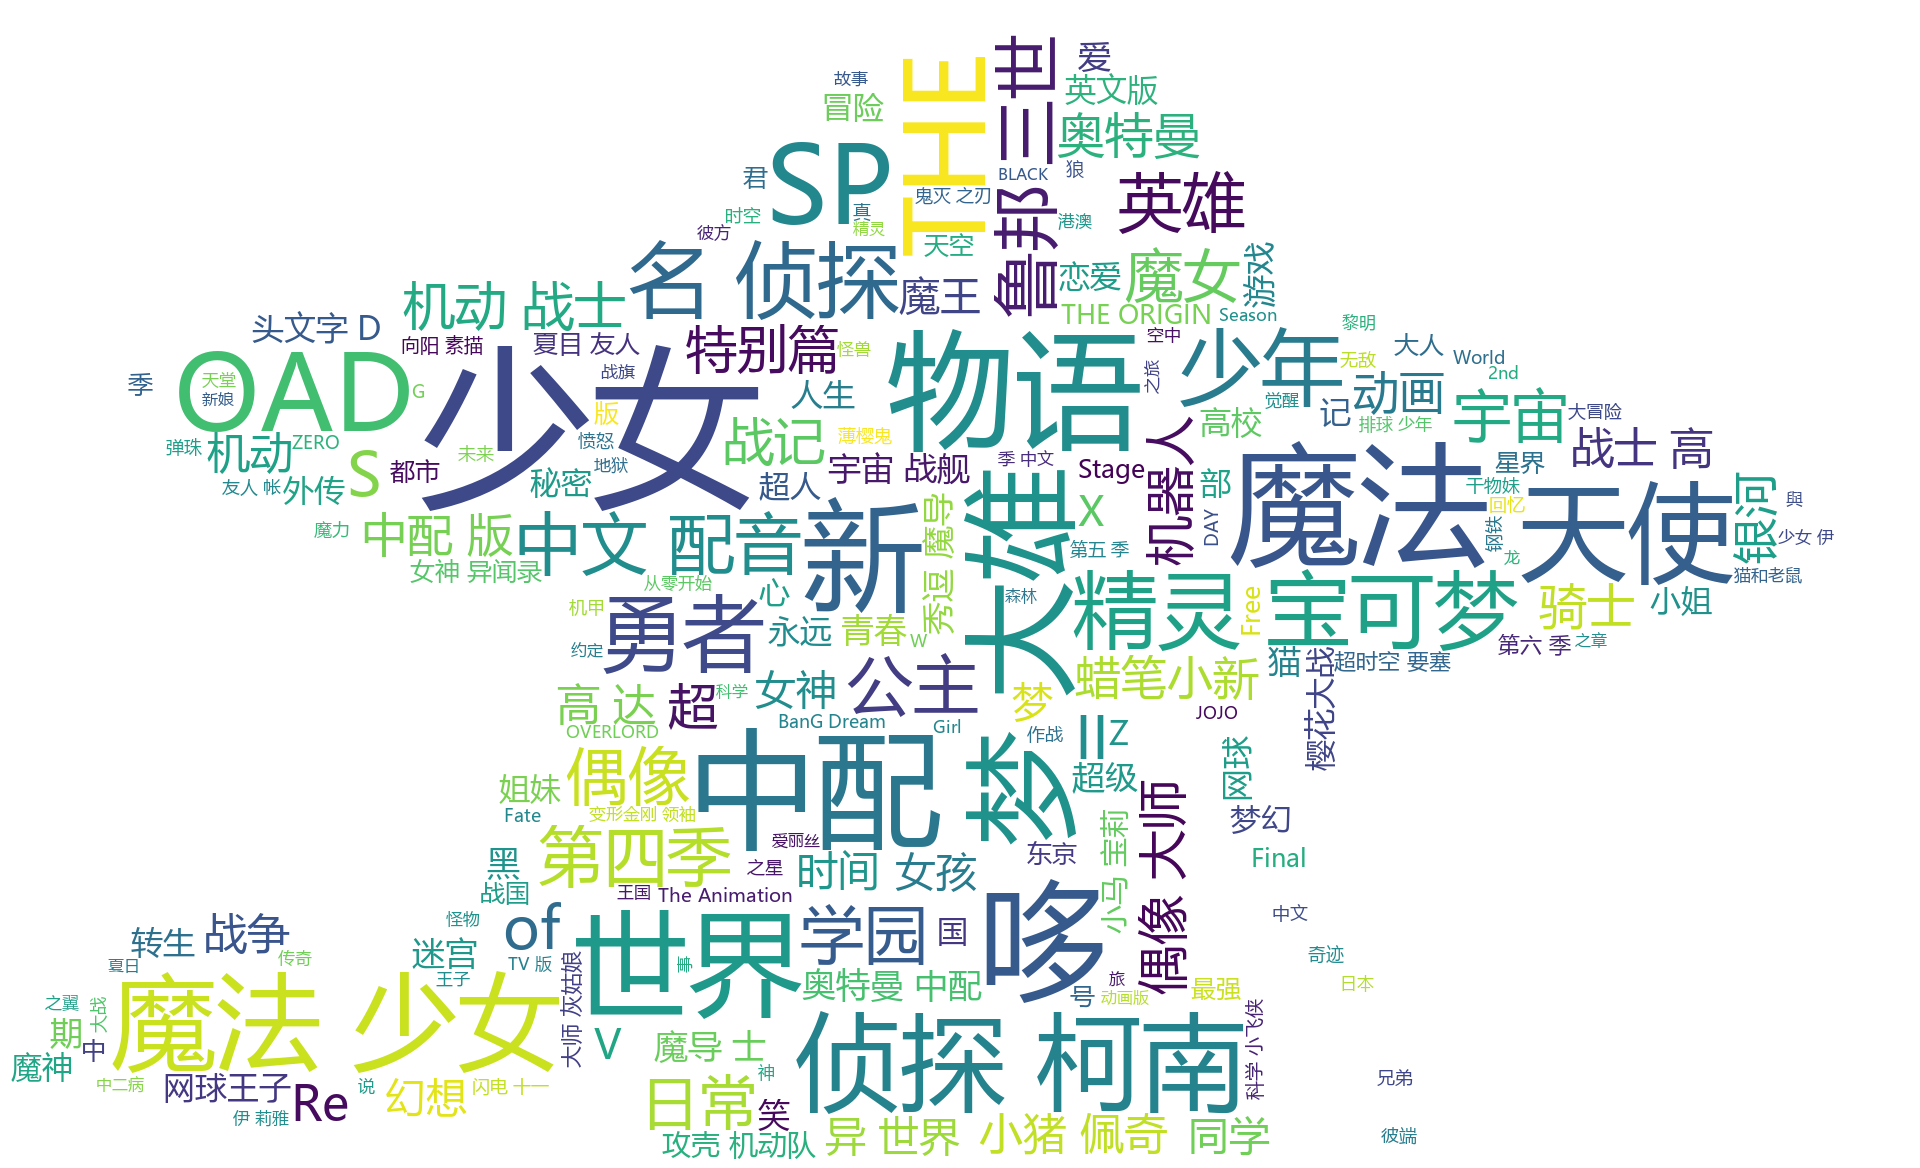 故事
冒险
THE
鲁邦三世
爱
英文版
奥特曼
SP
君
时空
彼方
真
精灵
鬼灭 之刃
天空
BLACK
狼
港澳
英雄
名 侦探
魔王
恋爱
魔女
游戏
THE ORIGIN
Season
机动 战士
头文字 D
向阳 素描
夏目 友人
特别篇
怪兽
物语
空中
之旅
少年
黎明
无敌
大人
World
2nd
季
OAD
天堂
新娘
G
少女
战旗
版
人生
觉醒
记
动画
排球 少年
宇宙
大冒险
弹珠
机动
ZERO
友人 帐
外传
S
都市
未来
愤怒
地狱
秘密
战记
薄樱鬼
宇宙 战舰
超人
季 中文
Stage
高校
机器人
部
魔法
星界
干物妹
回忆
战士 高
魔力
中配 版
女神 异闻录
中文 配音
新
秀逗 魔导
大雄
X
第五 季
DAY
钢铁
龙
天使
银河
與
少女 伊
猫和老鼠
从零开始
机甲
约定
勇者
心
永远
青春
W
森林
精灵
Free
宝可梦
骑士
小姐
第六 季
之章
高 达
超
科学
女神
公主
梦
蜡笔小新
猫
超时空 要塞
樱花大战
OVERLORD
BanG Dream
Girl
作战
II
Z
JOJO
姐妹
偶像
中配
梦
超级
网球
Fate
变形金刚 领袖
第四季
爱丽丝
之星
时间
女孩
东京
小马 宝莉
偶像 大师
梦幻
Final
黑
战国
王国
The Animation
怪物
of
世界
事
学园
国
哆
中文
奇迹
日本
转生
战争
夏日
传奇
迷宫
王子
TV 版
大师 灰姑娘
奥特曼 中配
号
旅
动画版
最强
之翼
大战
期
中
魔神
魔法 少女
V
魔导 士
侦探 柯南
科学 小飞侠
中二病
网球王子
伊 莉雅
Re
说
幻想
闪电 十一
日常
神
笑
兄弟
彼端
攻壳 机动队
异 世界
小猪 佩奇
同学